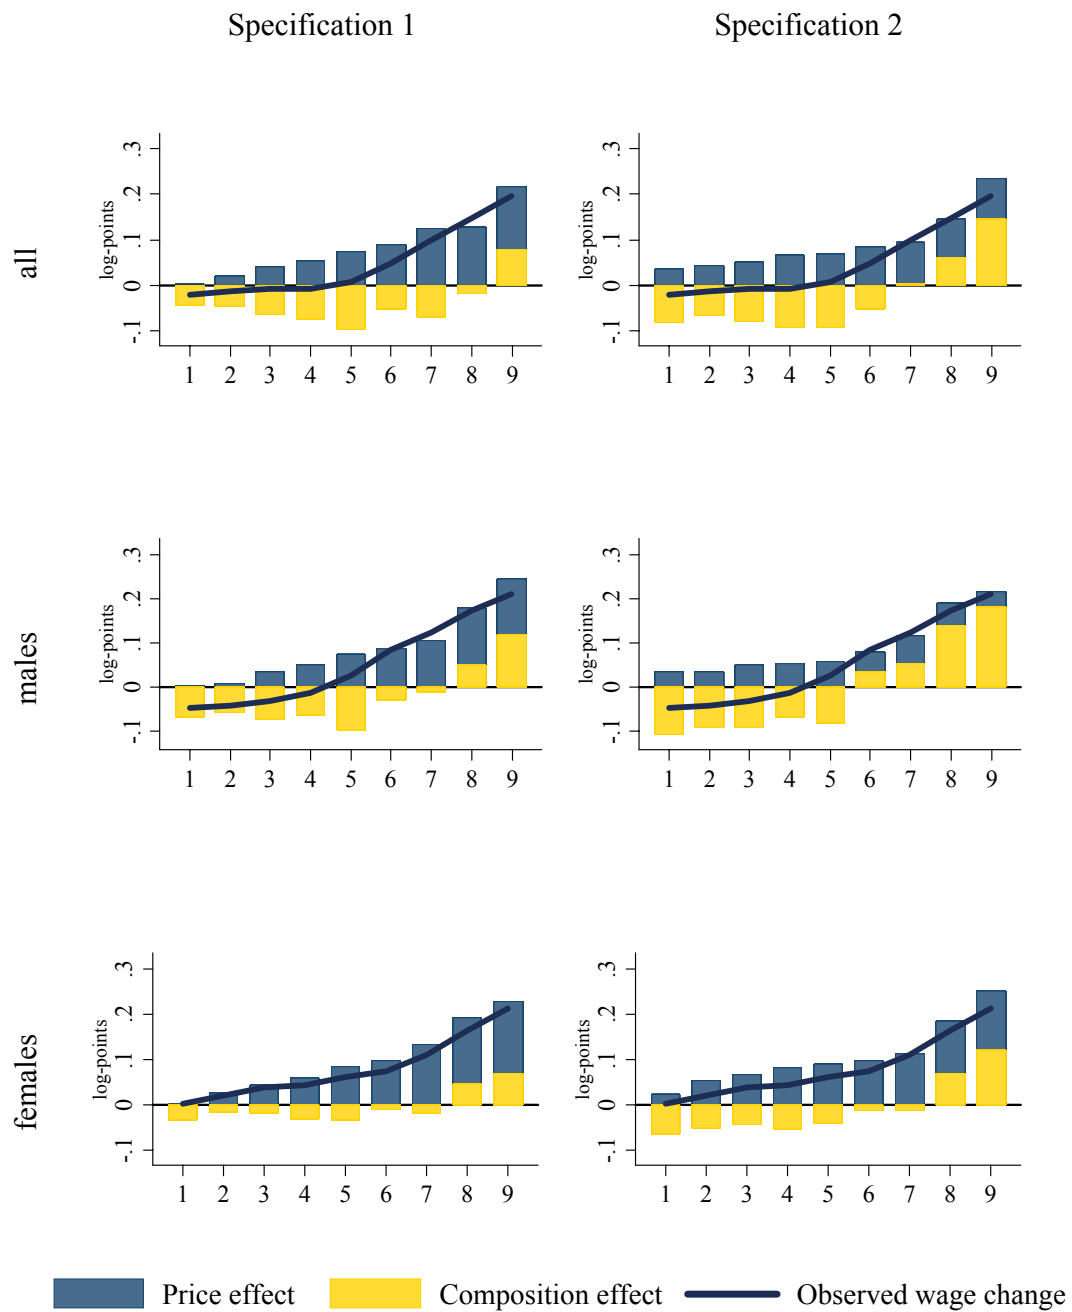 Specification 1
Specification 2
all
log-points
-.1 0 .1 .2 .3
1 2 3 4 5 6 7 8 9
log-points
-.1 0 .1 .2 .3
1 2 3 4 5 6 7 8 9
males
log-points
-.1 0 .1 .2 .3
1 2 3 4 5 6 7 8 9
log-points
-.1 0 .1 .2 .3
1 2 3 4 5 6 7 8 9
females
log-points
-.1 0 .1 .2 .3
1 2 3 4 5 6 7 8 9
log-points
-.1 0 .1 .2 .3
1 2 3 4 5 6 7 8 9
Price effect
Composition effect
Observed wage change